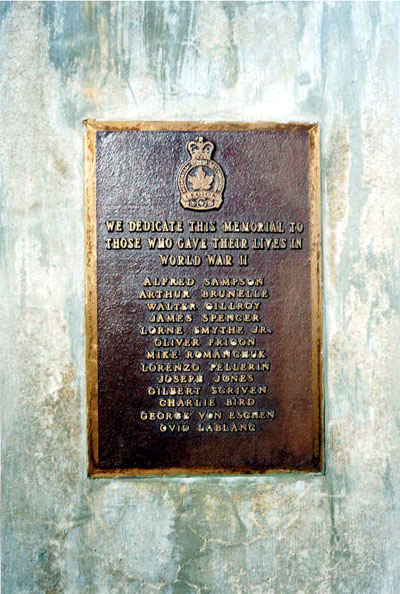 LEGION
WE DEDICATE THIS MEMORIAL TO
THOSE WHO GAVE THEIR LIVES IN
WORLD WAR II
ALFRED SAMPSON
ARTHUR BRUNELLE
WALTER GILLROY
JAMES SPENCER
LORNE SMYTHE JR.
OLIVER FRIGON
MIKE ROMANCHUK
LORENZO PELLERIN
JOSEPH JONES
GILBERT SCRIVEN
CHARLIE BIRD
GEORGE VON ESCHEN
OVID LABLANC